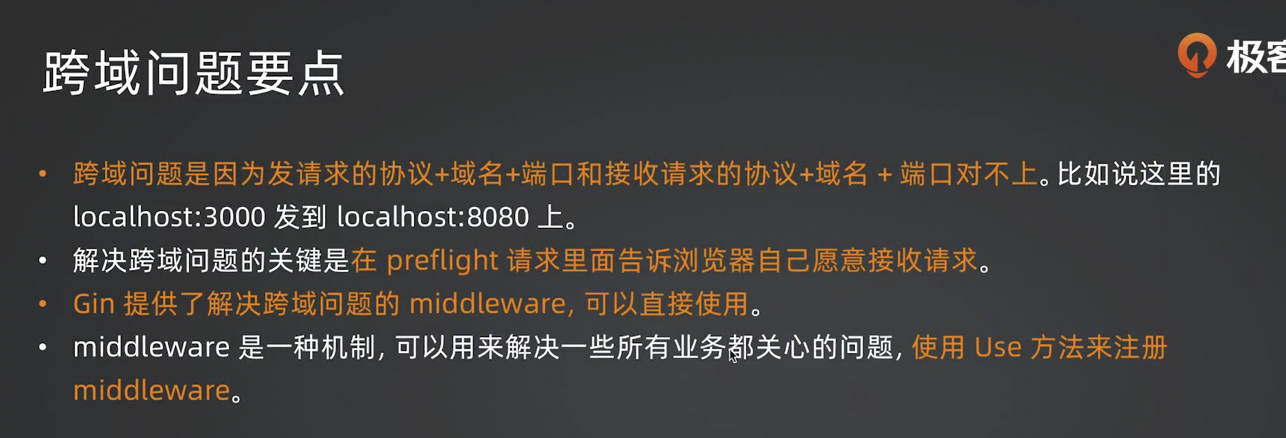 跨域问题要点
极客
• 跨域问题是因为发请求的协议+域名+端口和接收请求的协议+域名 + 端口对不上。比如说这里的
localhost:3000 发到 localhost:8080 上。
• 解决跨域问题的关键是在 preflight 请求里面告诉浏览器自己愿意接收请求。
• Gin 提供了解决跨域问题的 middleware, 可以直接使用。
• middleware 是一种机制, 可以用来解决一些所有业务都关心的问题, 使用 Use 方法来注册
middleware。